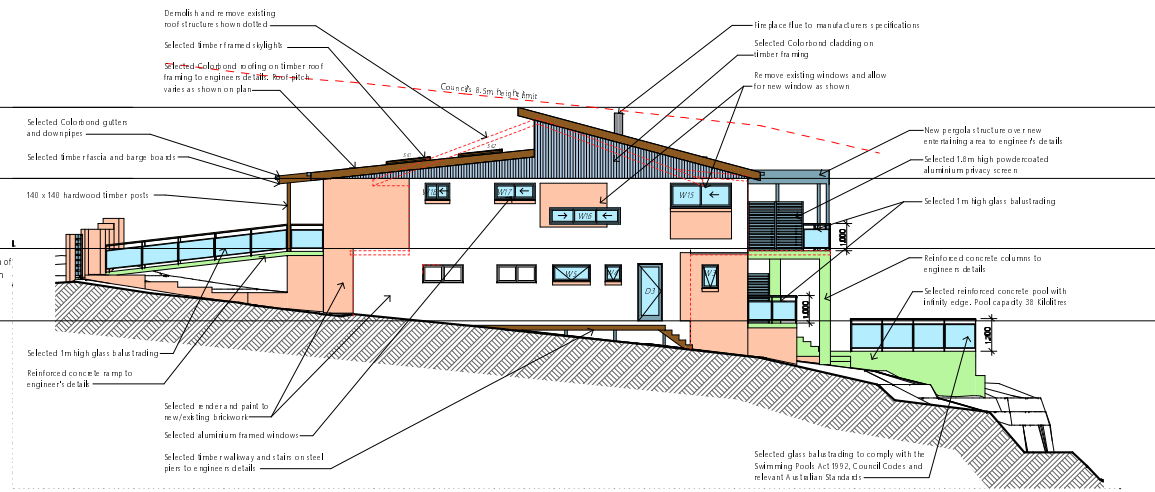 Demolish and remove existing
roof structure shown dotted
Selected timber framed skylights
Selected Colorbond roofing on timber roof
framing to engineers details. Roof pitch
varies as shown on plan
Selected Colorbond gutters
and downpipes
Selected timber fascia and barge boards
140 x 140 hardwood timber posts
Council's 8.5m height limit
Fireplace flue to manufacturers specifications
Selected Colorbond cladding on
timber framing
Remove existing windows and allow
for new window as shown
New pergola structure over new
entertaining area to engineer's details
Selected 1.8m high powdercoated
aluminium privacy screen
Selected 1m high glass balustrading
Reinforced concrete columns to
engineers details
Selected reinforced concrete pool with
infinity edge. Pool capacity 38 Kilolitres
W17
W16
W15
D3
1,000
1,000
1,200
Selected 1m high glass balustrading
Reinforced concrete ramp to
engineer's details
Selected render and paint to
new/existing brickwork
Selected aluminium framed windows
Selected timber walkway and stairs on steel
piers to engineers details
Selected glass balustrading to comply with the
Swimming Pools Act 1992, Council Codes and
relevant Australian Standards